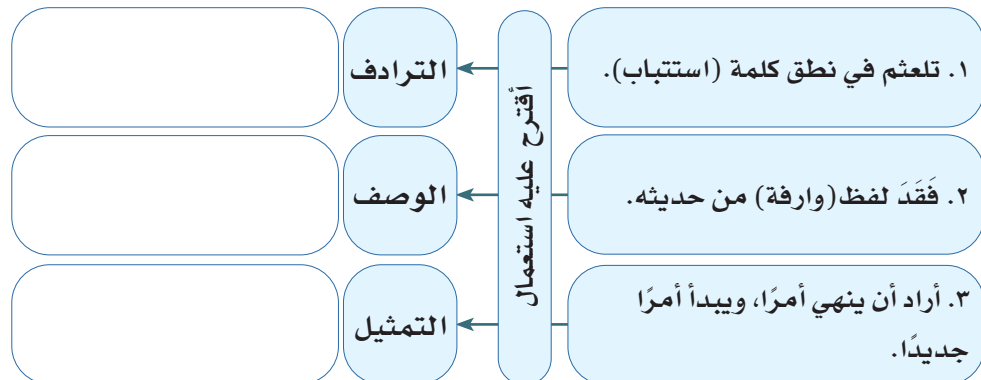 ١. تلعثم في نطق كلمة (استتباب).
أقترح عليه استعمال
الترادف
٢. فَقَدَ لفظ (وارفة) من حديثه.
الوصف
٣. أراد أن ينهي أمرًا، ويبدأ أمرًا
جديدًا.
التمثيل